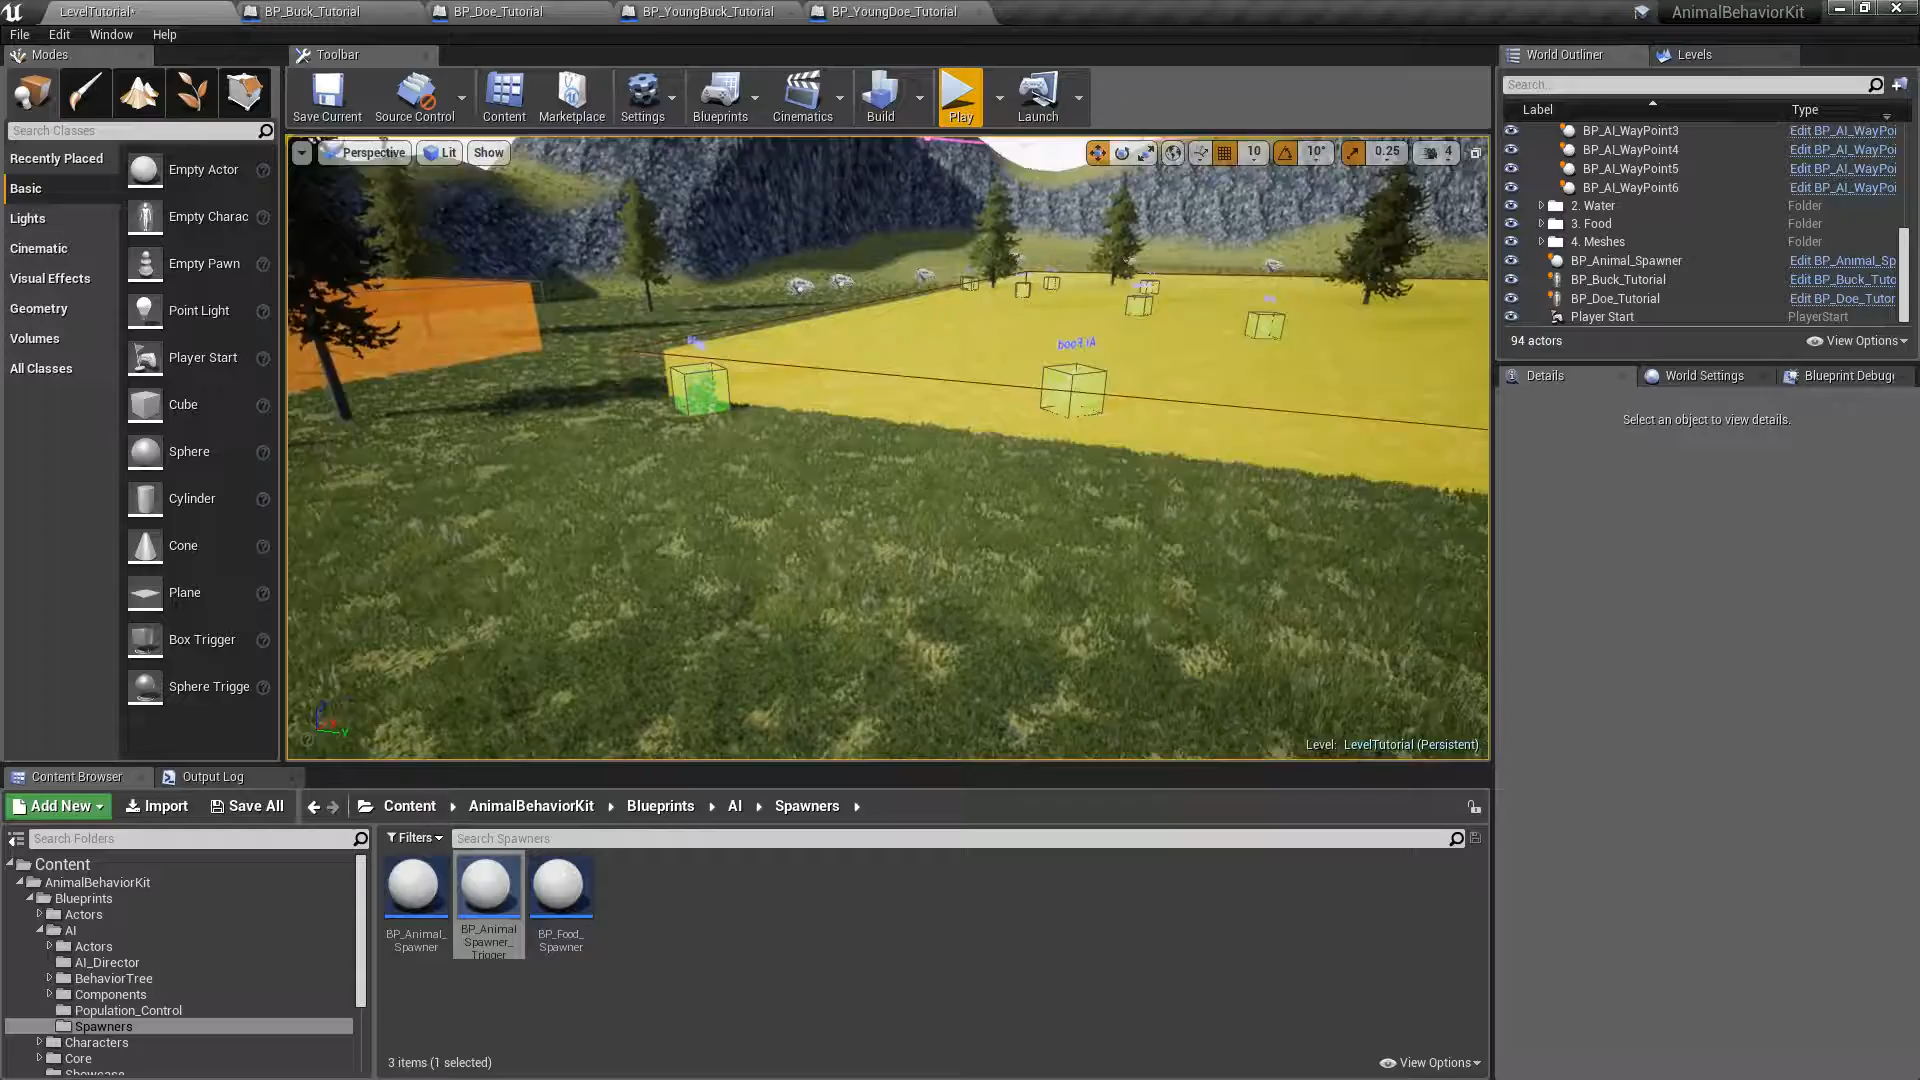 LevelTutorial*
BP_Buck_Tutorial
BP_Doe_Tutorial
BP_YoungBuck_Tutorial
BP_YoungDoe_Tutorial
AnimalBehaviorKit
File Edit Window Help
Modes
Toolbar
World Outliner
Levels
Save Current
Source Control
Content
Marketplace
Settings
Blueprints
Cinematics
Build
Play
Launch
Search...
Label
Type
Search Classes
Recently Placed
Basic
Lights
Cinematic
Visual Effects
Geometry
Volumes
All Classes
Empty Actor
Empty Charac
Empty Pawn
Point Light
Player Start
Cube
Sphere
Cylinder
Cone
Plane
Box Trigger
Sphere Trigge
Perspective
Lit
Show
10
10°
0.25
4
AI Food
Level: LevelTutorial (Persistent)
BP_AI_WayPoint3 Edit BP_AI_WayPoi
BP_AI_WayPoint4 Edit BP_AI_WayPoi
BP_AI_WayPoint5 Edit BP_AI_WayPoi
BP_AI_WayPoint6 Edit BP_AI_WayPoi
2. Water Folder
3. Food Folder
4. Meshes Folder
BP_Animal_Spawner Edit BP_Animal_Sp
BP_Buck_Tutorial Edit BP_Buck_Tuto
BP_Doe_Tutorial Edit BP_Doe_Tutor
Player Start PlayerStart
94 actors
View Options
Details
World Settings
Blueprint Debug
Select an object to view details.
Content Browser
Output Log
Add New
Import
Save All
Content
AnimalBehaviorKit
Blueprints
AI
Spawners
Search Folders
Filters
Search Spawners
Content
AnimalBehaviorKit
Blueprints
Actors
AI
Actors
AI_Director
BehaviorTree
Components
Population_Control
Spawners
Characters
Core
Showcase
BP_Animal_
Spawner
BP_Animal
Spawner_
Trigger
BP_Food_
Spawner
3 items (1 selected)
View Options